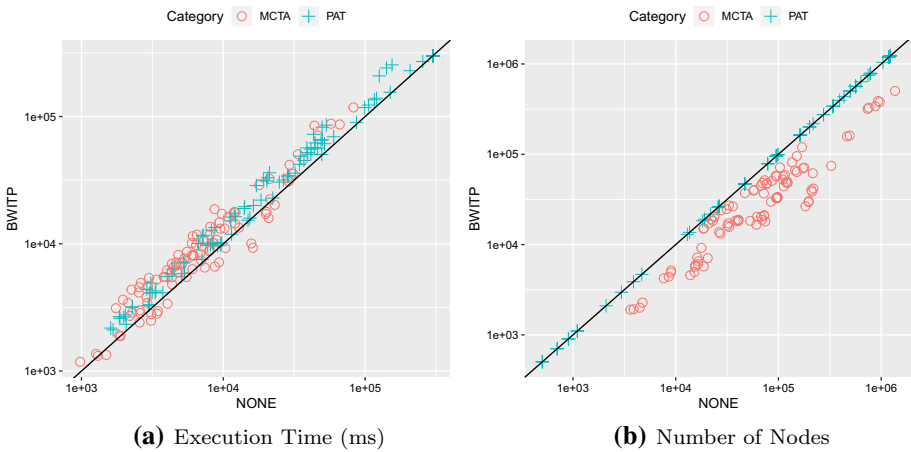 Category MCTA PAT
BWITP
1e+05
1e+04
1e+03
1e+03 1e+04 1e+05
NONE
(a) Execution Time (ms)
Category MCTA PAT
BWITP
1e+06
1e+05
1e+04
1e+03
1e+03 1e+04 1e+05 1e+06
NONE
(b) Number of Nodes